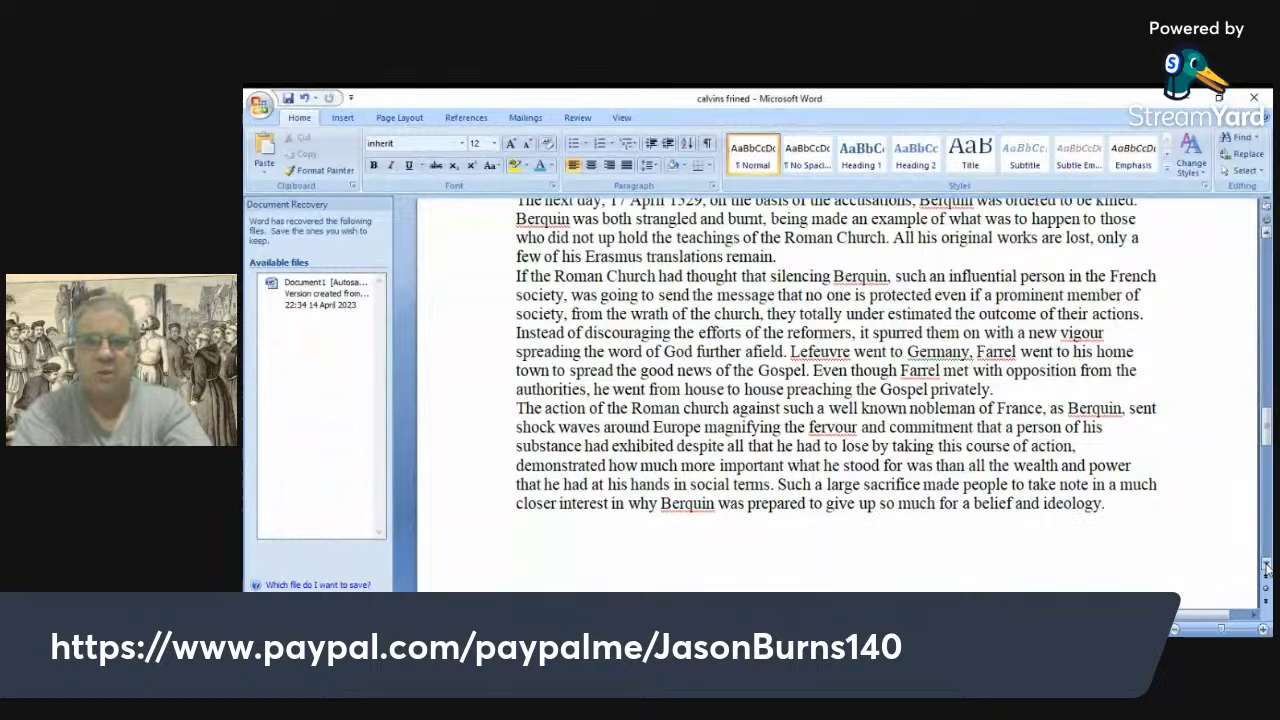 Powered by
StreamYard
calvins frined - Microsoft Word
Home Insert Page Layout References Mailings Review View
Cut
Copy
Format Painter
Paste
Clipboard
inherit 12
Font
Paragraph
AaBbCcDc AaBbCcDc AaBbCc AaBbCc AaB AaBbCc. AaBbCcDc AaBbCcDc
¶ Normal ¶ No Spaci... Heading 1 Heading 2 Title Subtitle Subtle Em... Emphasis
Change
Styles
Styles
Find
Replace
Select
Editing
Document Recovery
Word has recovered the following
files. Save the ones you wish to
keep.
Available files
Document1 [Autosa...
Version created from...
22:34 14 April 2023
Which file do I want to save?
The next day, 17 April 1529, on the basis of the accusations, Berquin was ordered to be killed.
Berquin was both strangled and burnt, being made an example of what was to happen to those
who did not up hold the teachings of the Roman Church. All his original works are lost, only a
few of his Erasmus translations remain.
If the Roman Church had thought that silencing Berquin, such an influential person in the French
society, was going to send the message that no one is protected even if a prominent member of
society, from the wrath of the church, they totally under estimated the outcome of their actions.
Instead of discouraging the efforts of the reformers, it spurred them on with a new vigour
spreading the word of God further afield. Lefeuvre went to Germany, Farrel went to his home
town to spread the good news of the Gospel. Even though Farrel met with opposition from the
authorities, he went from house to house preaching the Gospel privately.
The action of the Roman church against such a well known nobleman of France, as Berquin, sent
shock waves around Europe magnifying the fervour and commitment that a person of his
substance had exhibited despite all that he had to lose by taking this course of action,
demonstrated how much more important what he stood for was than all the wealth and power
that he had at his hands in social terms. Such a large sacrifice made people to take note in a much
closer interest in why Berquin was prepared to give up so much for a belief and ideology.
https://www.paypal.com/paypalme/JasonBurns140